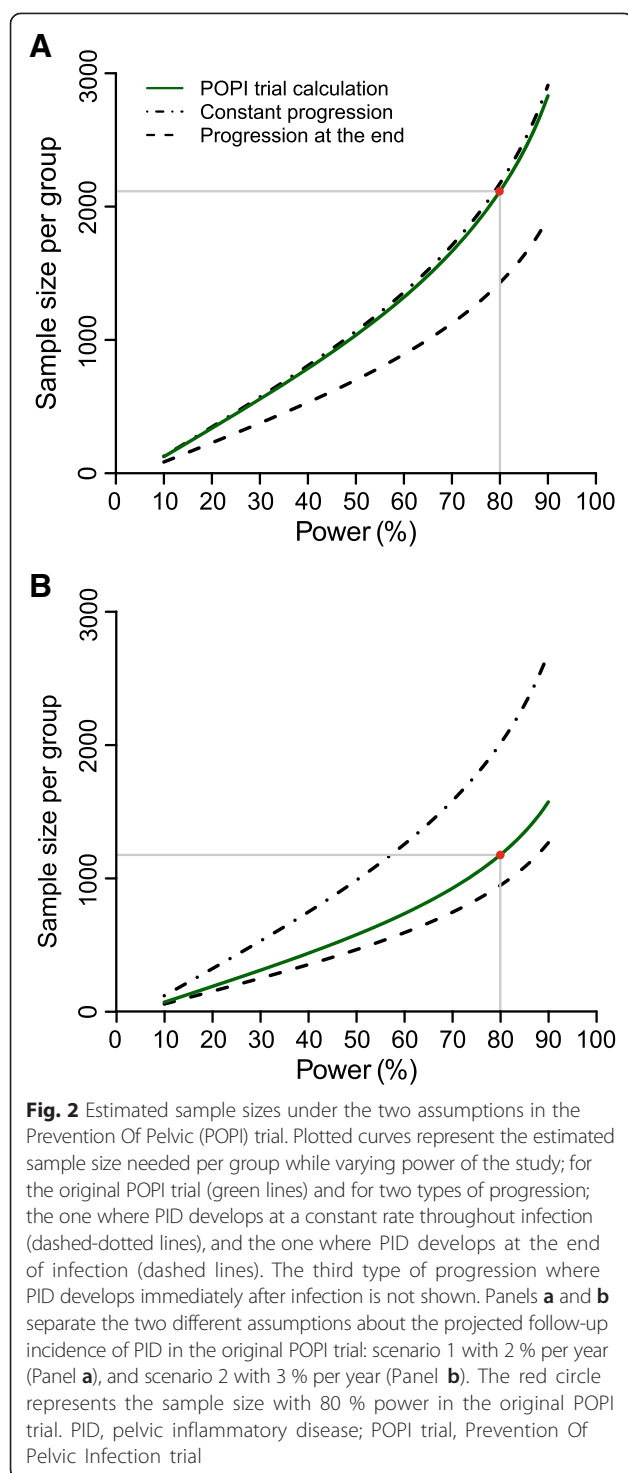 A
3000
2000
1000
0
Sample size per group
POPI trial calculation
Constant progression
Progression at the end
0 10 20 30 40 50 60 70 80 90 100
Power (%)
B
3000
2000
1000
0
Sample size per group
0 10 20 30 40 50 60 70 80 90 100
Power (%)
Fig. 2 Estimated sample sizes under the two assumptions in the
Prevention Of Pelvic (POPI) trial. Plotted curves represent the estimated
sample size needed per group while varying power of the study; for
the original POPI trial (green lines) and for two types of progression;
the one where PID develops at a constant rate throughout infection
(dashed-dotted lines), and the one where PID develops at the end
of infection (dashed lines). The third type of progression where
PID develops immediately after infection is not shown. Panels a and b
separate the two different assumptions about the projected follow-up
incidence of PID in the original POPI trial: scenario 1 with 2 % per year
(Panel a), and scenario 2 with 3 % per year (Panel b). The red circle
represents the sample size with 80 % power in the original POPI
trial. PID, pelvic inflammatory disease; POPI trial, Prevention Of
Pelvic Infection trial